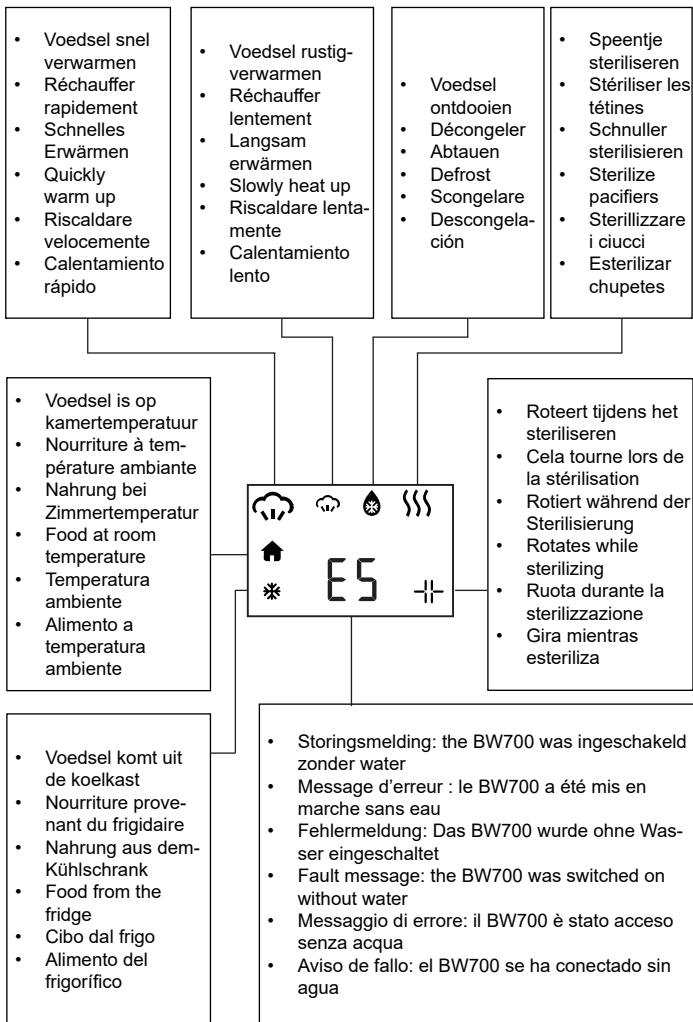 • Voedsel snel
verwarmen
• Réchauffer
rapidement
• Schnelles
Erwärmen
• Quickly
warm up
• Riscaldare
velocemente
• Calentamiento
rápido
• Voedsel rustig-
verwarmen
• Réchauffer
lentement
• Langsam
erwärmen
• Slowly heat up
• Riscaldare lenta-
mente
• Calentamiento
lento
• Voedsel
ontdooien
• Décongeler
• Abtauen
• Defrost
• Scongelare
• Descongela-
ción
• Speentje
steriliseren
• Stériliser les
tétines
• Schnuller
sterilisieren
• Sterilize
pacifiers
• Sterillizzare
i ciucci
• Esterilizar
chupetes
• Voedsel is op
kamertemperatuur
• Nourriture à tem-
pérature ambiante
• Nahrung bei
Zimmertemperatur
• Food at room
temperature
• Temperatura
ambiente
• Alimento a
temperatura
ambiente
E5
• Roteert tijdens het
steriliseren
• Cela tourne lors de
la stérilisation
• Rotiert während der
Sterilisierung
• Rotates while
sterilizing
• Ruota durante la
sterilizzazione
• Gira mientras
esteriliza
• Voedsel komt uit
de koelkast
• Nourriture prove-
nant du frigidaire
• Nahrung aus dem-
Kühlschrank
• Food from the
fridge
• Cibo dal frigo
• Alimento del
frigorífico
• Storingsmelding: the BW700 was ingeschakeld
zonder water
• Message d’erreur : le BW700 a été mis en
marche sans eau
• Fehlermeldung: Das BW700 wurde ohne Was-
ser eingeschaltet
• Fault message: the BW700 was switched on
without water
• Messaggio di errore: il BW700 è stato acceso
senza acqua
• Aviso de fallo: el BW700 se ha conectado sin
agua